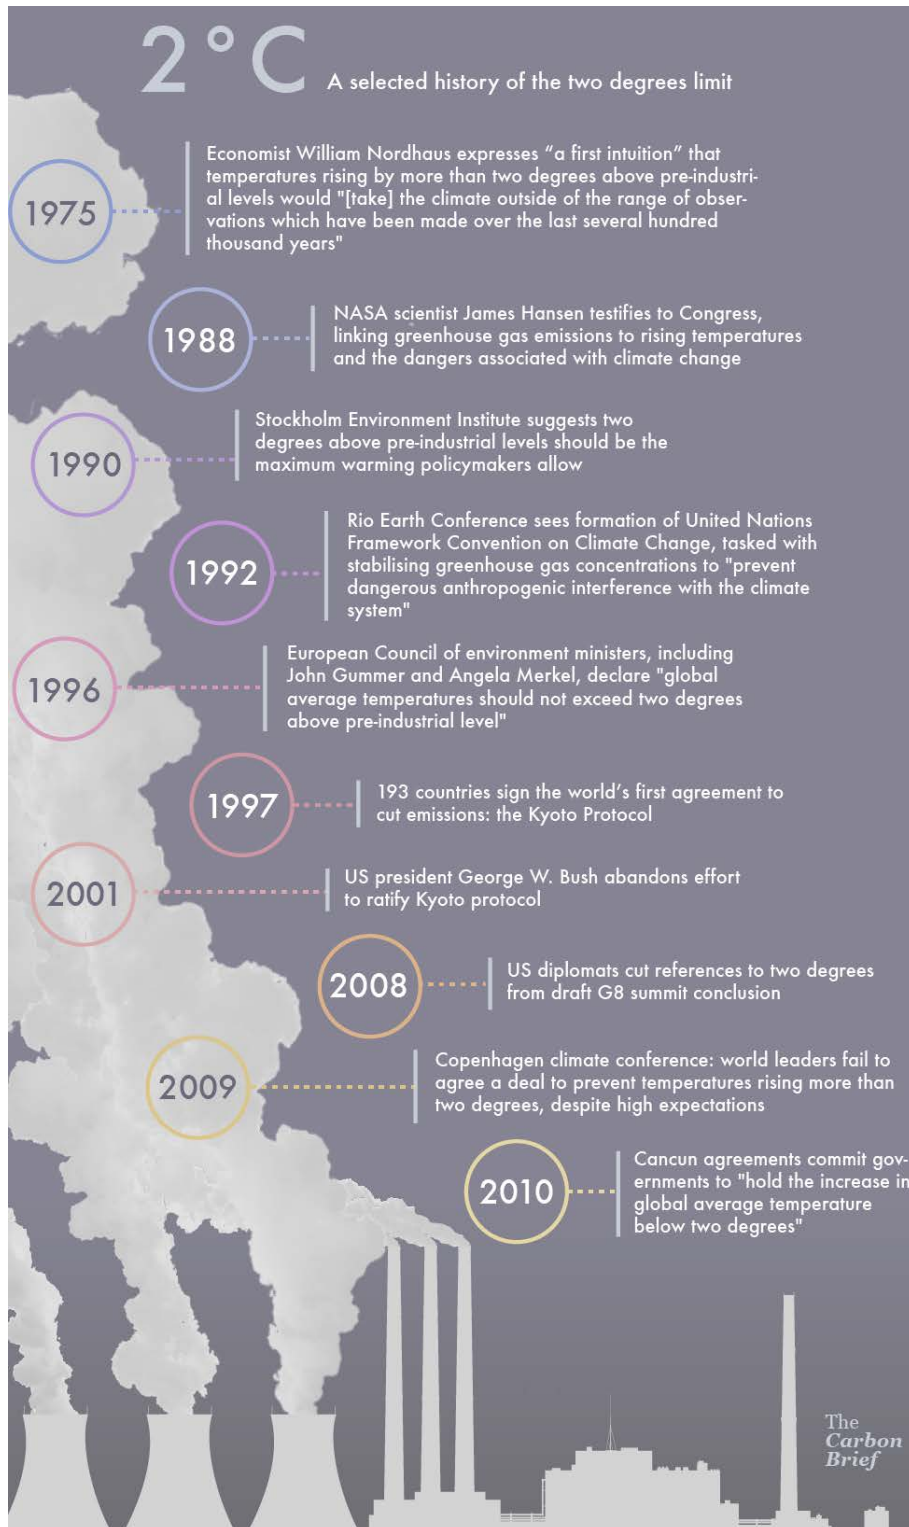 2°C
A selected history of the two degrees limit
1975
Economist William Nordhaus expresses “a first intuition” that
temperatures rising by more than two degrees above pre-industri-
al levels would "[take] the climate outside of the range of obser-
vations which have been made over the last several hundred
thousand years"
1988
NASA scientist James Hansen testifies to Congress,
linking greenhouse gas emissions to rising temperatures
and the dangers associated with climate change
1990
Stockholm Environment Institute suggests two
degrees above pre-industrial levels should be the
maximum warming policymakers allow
1992
Rio Earth Conference sees formation of United Nations
Framework Convention on Climate Change, tasked with
stabilising greenhouse gas concentrations to "prevent
dangerous anthropogenic interference with the climate
system"
1996
European Council of environment ministers, including
John Gummer and Angela Merkel, declare "global
average temperatures should not exceed two degrees
above pre-industrial level"
1997
193 countries sign the world’s first agreement to
cut emissions: the Kyoto Protocol
2001
US president George W. Bush abandons effort
to ratify Kyoto protocol
2008
US diplomats cut references to two degrees
from draft G8 summit conclusion
2009
Copenhagen climate conference: world leaders fail to
agree a deal to prevent temperatures rising more than
two degrees, despite high expectations
2010
Cancun agreements commit gov-
ernments to "hold the increase in
global average temperature
below two degrees"
The
Carbon
Brief